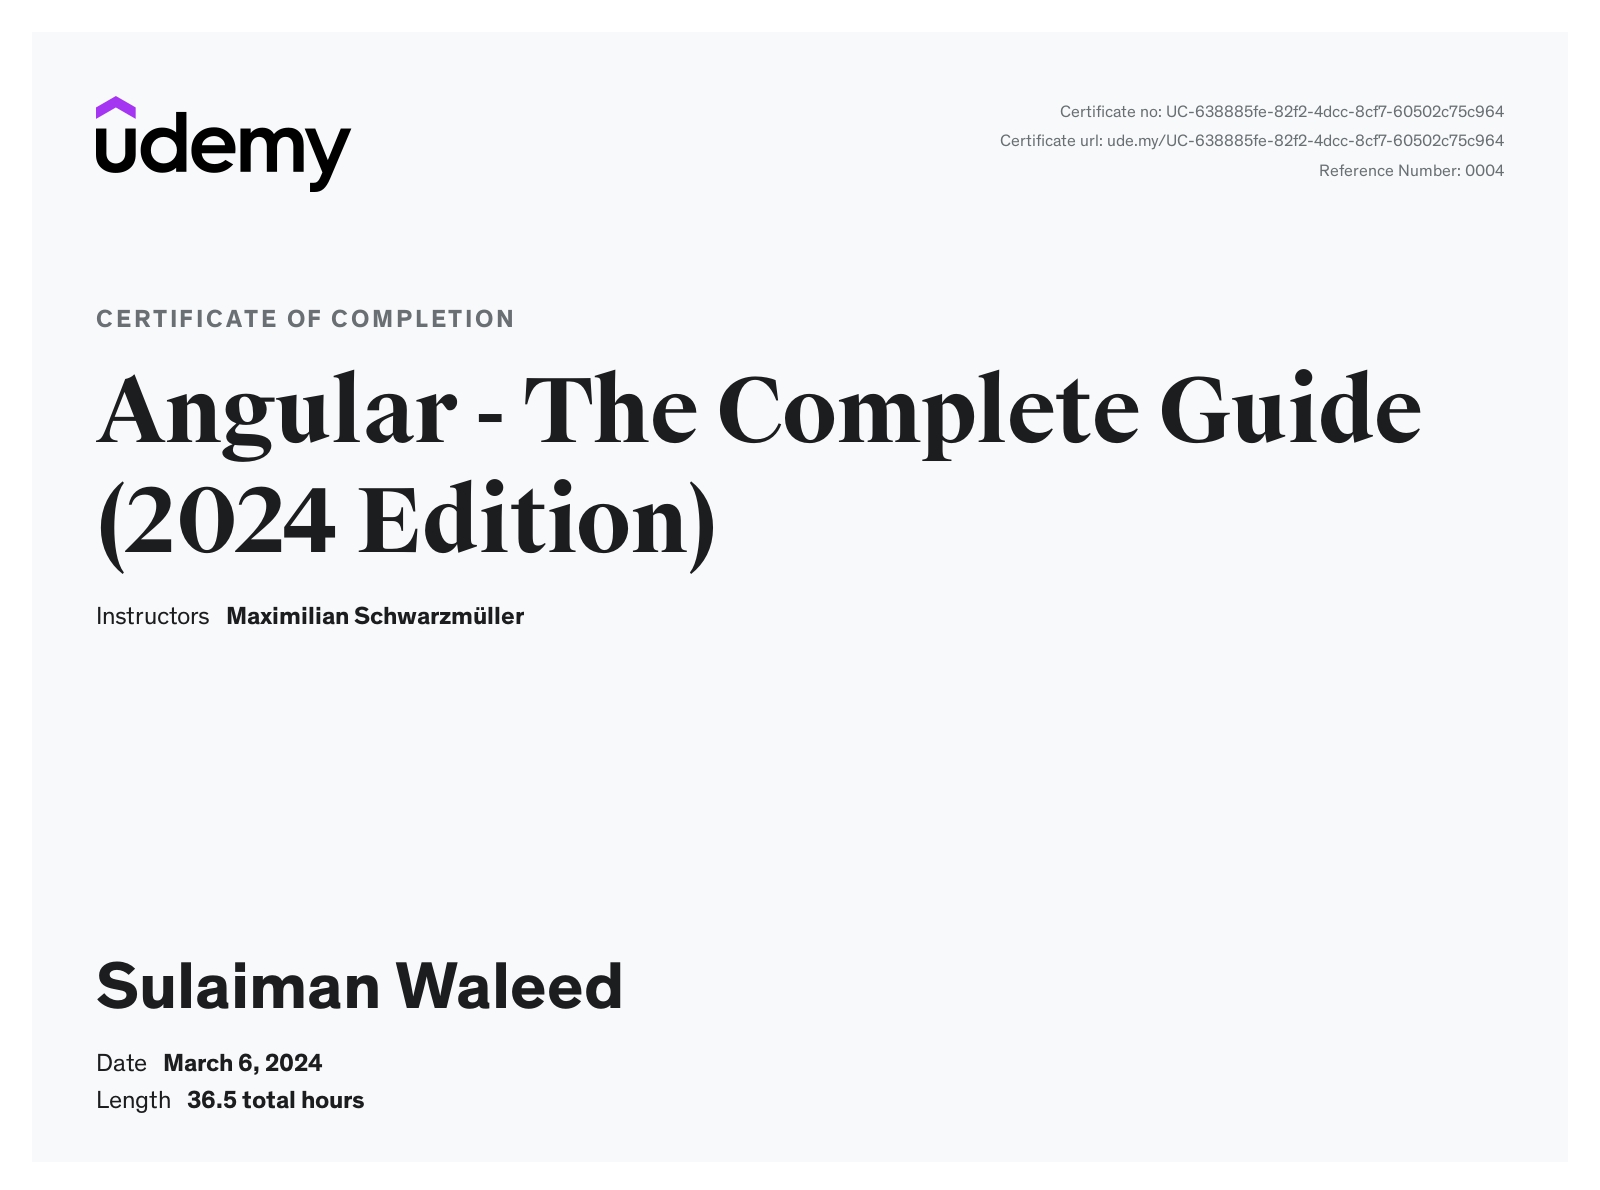 udemy
Certificate no: UC-638885fe-82f2-4dcc-8cf7-60502c75c964
Certificate url: ude.my/UC-638885fe-82f2-4dcc-8cf7-60502c75c964
Reference Number: 0004
CERTIFICATE OF COMPLETION
Angular - The Complete Guide
(2024 Edition)
Instructors Maximilian Schwarzmüller
Sulaiman Waleed
Date March 6, 2024
Length 36.5 total hours